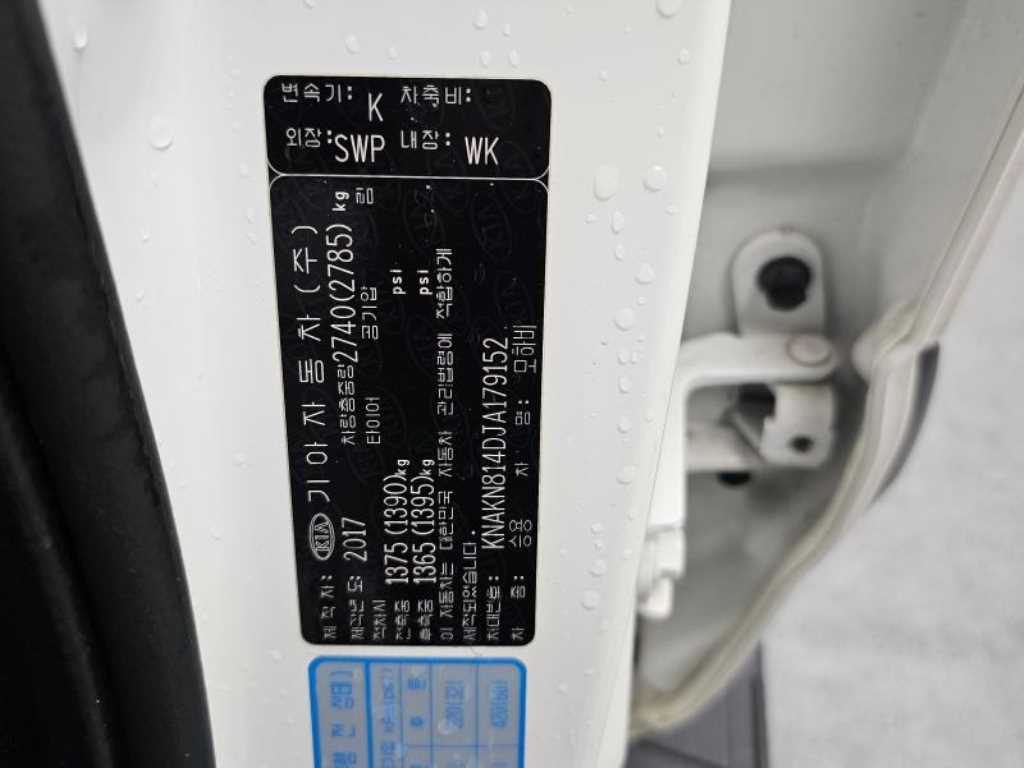 변속기: K 차축비:
외장: SWP 내장: WK
제작자: KIA 기아자동차(주)
제작년도 2017 차량총중량 2740(2785) kg
적차시 타이어 림 공기압
전축중 1375 (1390)kg psi
후축중 1365 (1395)kg psi
이 자동차는 대한민국 자동차 관리법령에 적합하게
제작되었습니다.
차대번호: KNAKN814DJA179152
차 종: 승용 차 명: 모하비